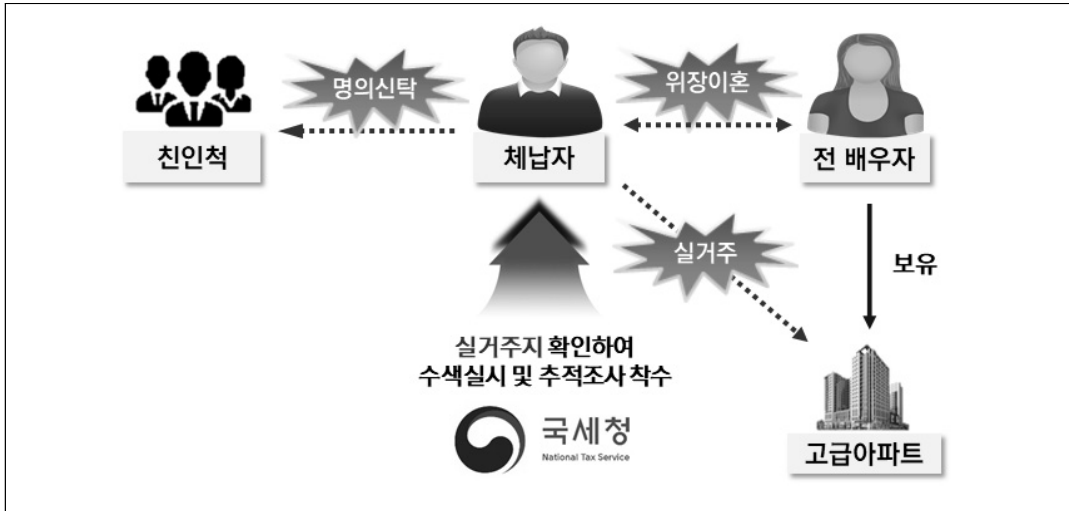 명의신탁
위장이혼
친인척
체납자
전 배우자
실거주
보유
실거주지 확인하여
수색실시 및 추적조사 착수
국세청
National Tax Service
고급아파트